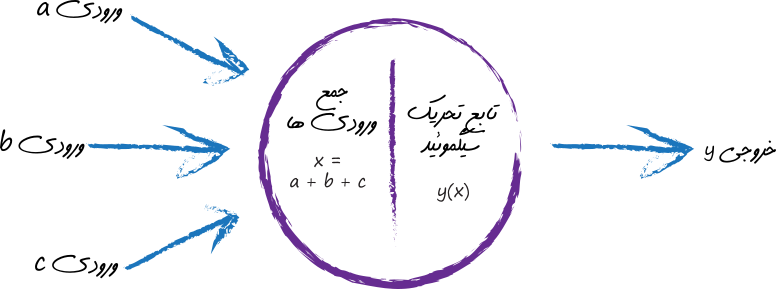 ورودی a
ورودی b
ورودی c
جمع
ورودی ها
x =
a + b + c
تابع تحریک
سیگموئید
y(x)
خروجی y